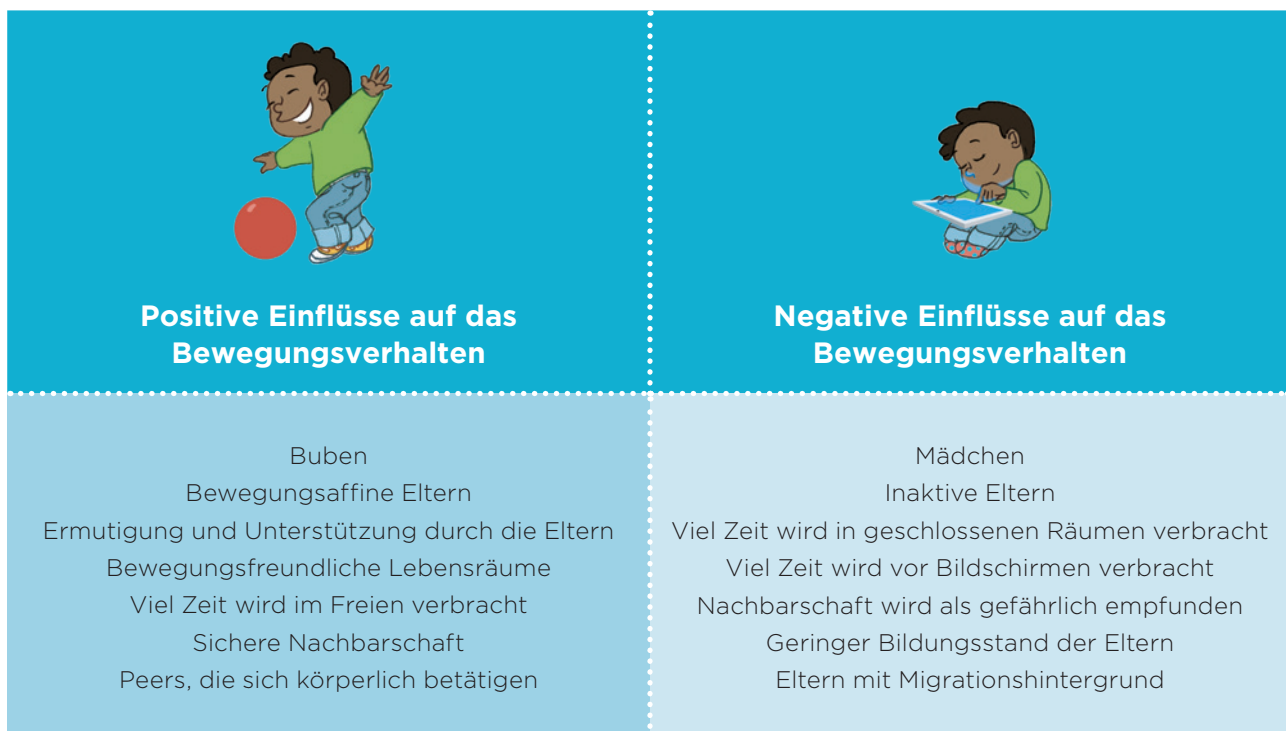 Positive Einflüsse auf das
Bewegungsverhalten
Negative Einflüsse auf das
Bewegungsverhalten
Buben
Bewegungsaffine Eltern
Ermutigung und Unterstützung durch die Eltern
Bewegungsfreundliche Lebensräume
Viel Zeit wird im Freien verbracht
Sichere Nachbarschaft
Peers, die sich körperlich betätigen
Mädchen
Inaktive Eltern
Viel Zeit wird in geschlossenen Räumen verbracht
Viel Zeit wird vor Bildschirmen verbracht
Nachbarschaft wird als gefährlich empfunden
Geringer Bildungsstand der Eltern
Eltern mit Migrationshintergrund